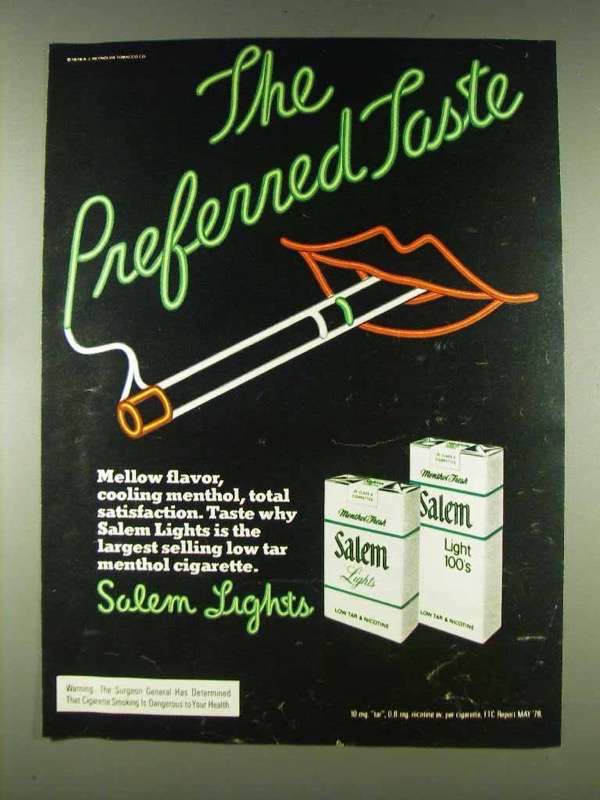 The
Preferred Taste
Mellow flavor,
cooling menthol, total
satisfaction. Taste why
Salem Lights is the
largest selling low tar
menthol cigarette.
Salem Lights
Menthol Fresh
Salem
Lights
LOW TAR & NICOTINE
Menthol Fresh
Salem
Light
100's
LOW TAR & NICOTINE
Warning: The Surgeon General Has Determined
That Cigarette Smoking Is Dangerous to Your Health.
10 mg. "tar", 0.8 mg. nicotine av. per cigarette, FTC Report MAY '78.